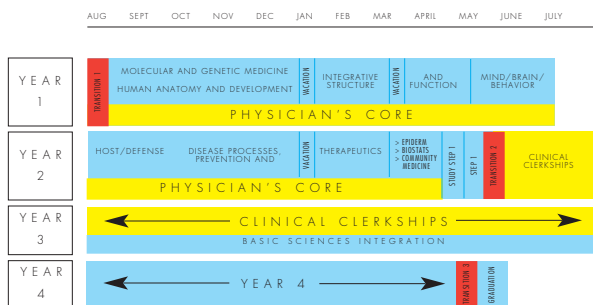 AUG SEPT OCT NOV DEC JAN FEB MAR APRIL MAY JUNE JULY
YEAR
1
TRANSITION 1
MOLECULAR AND GENETIC MEDICINE
HUMAN ANATOMY AND DEVELOPMENT
VACATION
INTEGRATIVE
STRUCTURE
VACATION
AND
FUNCTION
MIND/BRAIN/
BEHAVIOR
PHYSICIAN'S CORE
YEAR
2
HOST/DEFENSE
DISEASE PROCESSES,
PREVENTION AND
VACATION
THERAPEUTICS
> EPIDERM
> BIOSTATS
> COMMUNITY
MEDICINE
STUDY STEP 1
STEP 1
TRANSITION 2
CLINICAL
CLERKSHIPS
PHYSICIAN'S CORE
YEAR
3
CLINICAL CLERKSHIPS
BASIC SCIENCES INTEGRATION
YEAR
4
YEAR 4
TRANSITION 3
GRADUATION